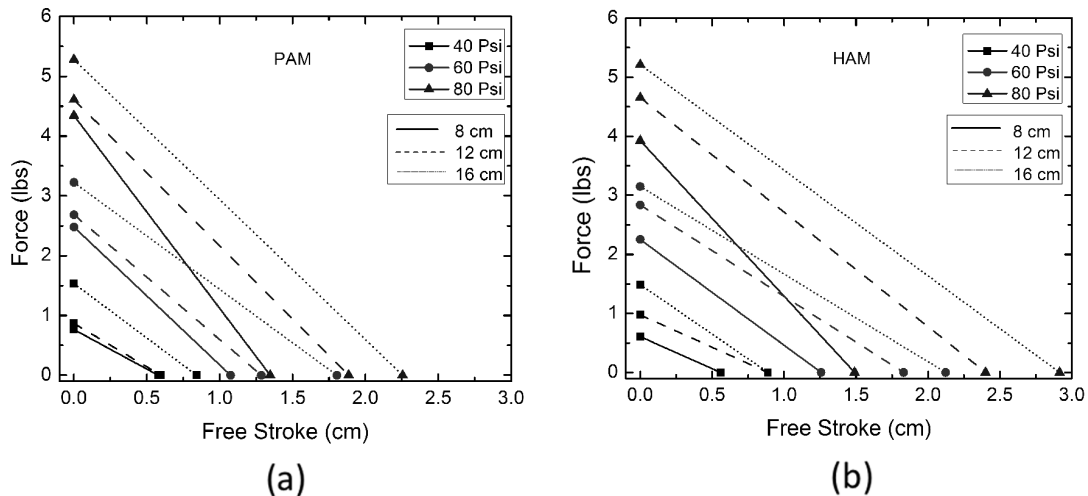 PAM
40 Psi
60 Psi
80 Psi
8 cm
12 cm
16 cm
Force (lbs)
6
5
4
3
2
1
0
0.0 0.5 1.0 1.5 2.0 2.5 3.0
Free Stroke (cm)
(a)
HAM
40 Psi
60 Psi
80 Psi
8 cm
12 cm
16 cm
Force (lbs)
6
5
4
3
2
1
0
0.0 0.5 1.0 1.5 2.0 2.5 3.0
Free Stroke (cm)
(b)